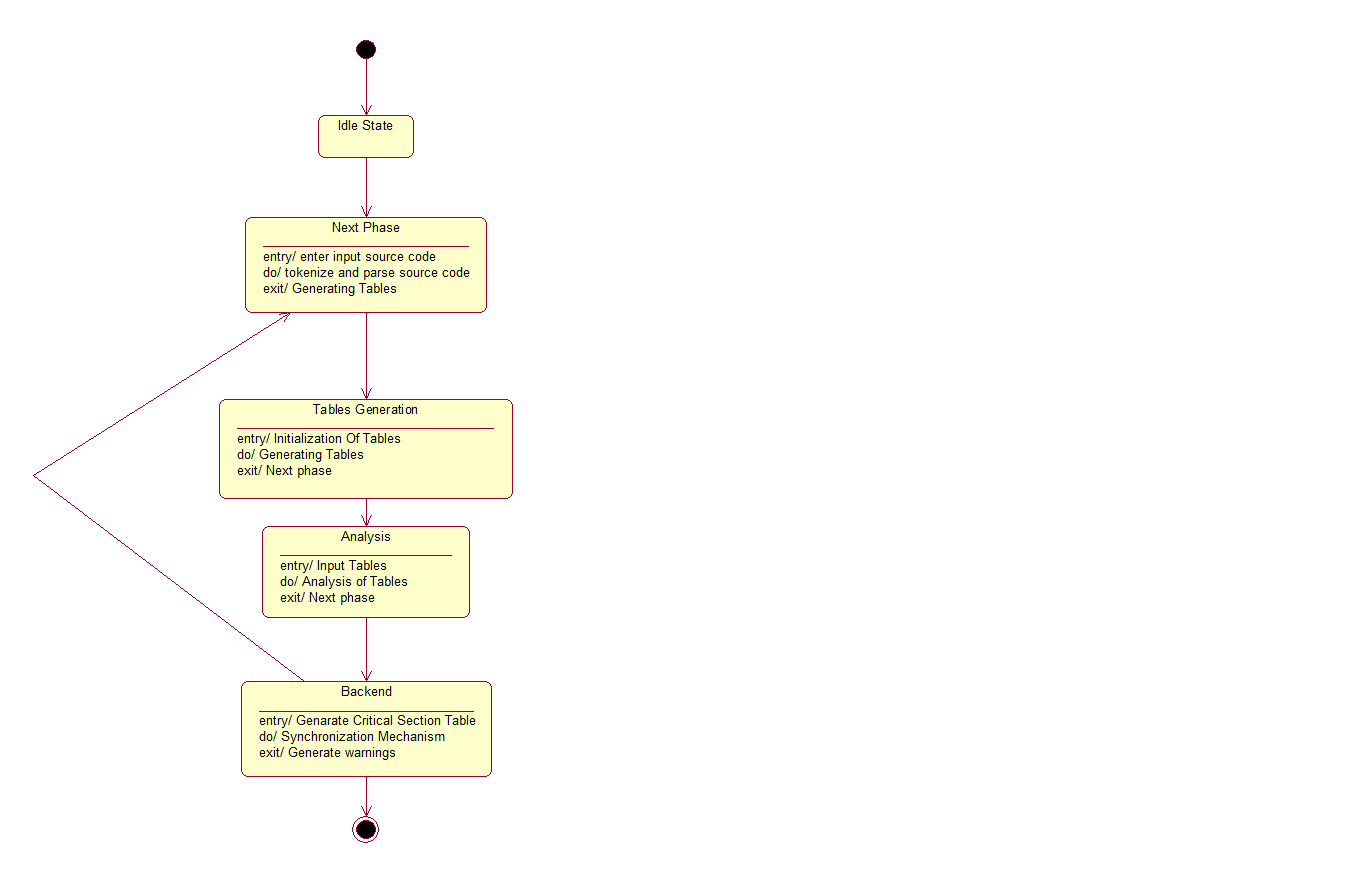 Idle State
Next Phase
entry/ enter input source code
do/ tokenize and parse source code
exit/ Generating Tables
Tables Generation
entry/ Initialization Of Tables
do/ Generating Tables
exit/ Next phase
Analysis
entry/ Input Tables
do/ Analysis of Tables
exit/ Next phase
Backend
entry/ Genarate Critical Section Table
do/ Synchronization Mechanism
exit/ Generate warnings